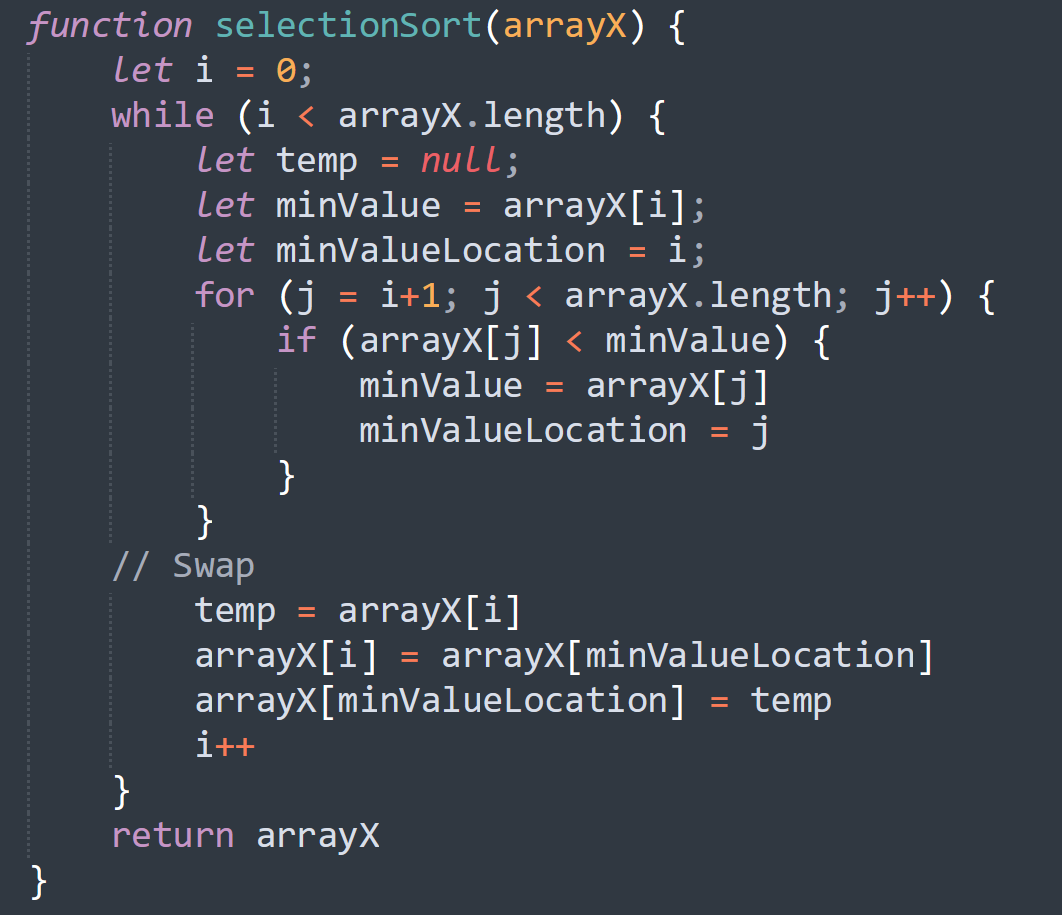 function selectionSort(arrayX) {
    let i = 0;
    while (i < arrayX.length) {
        let temp = null;
        let minValue = arrayX[i];
        let minValueLocation = i;
        for (j = i+1; j < arrayX.length; j++) {
            if (arrayX[j] < minValue) {
                minValue = arrayX[j]
                minValueLocation = j
            }
        }
    // Swap
        temp = arrayX[i]
        arrayX[i] = arrayX[minValueLocation]
        arrayX[minValueLocation] = temp
        i++
    }
    return arrayX
}